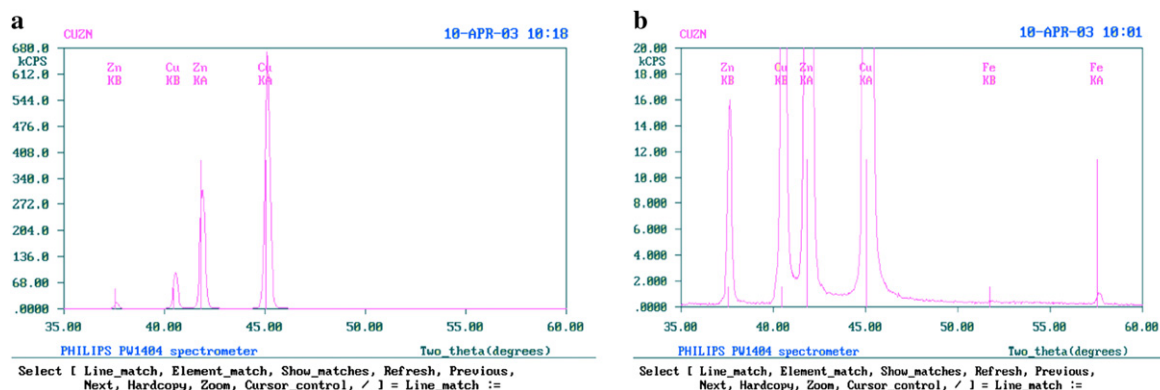 a
CUZN 10-APR-03 10:18
680.0
kCPS
612.0
544.0
476.0
408.0
340.0
272.0
204.0
136.0
68.00
.0000
Zn Cu Zn Cu
KB KB KA KA
35.00 40.00 45.00 50.00 55.00 60.00
PHILIPS PW1404 spectrometer Two_theta(degrees)
Select [ Line_match, Element_match, Show_matches, Refresh, Previous,
Next, Hardcopy, Zoom, Cursor_control, / ] = Line_match :=
b
CUZN 10-APR-03 10:01
20.00
kCPS
18.00
16.00
14.00
12.00
10.00
8.000
6.000
4.000
2.000
.0000
Zn Cu Zn Cu Fe Fe
KB KB KA KA KB KA
35.00 40.00 45.00 50.00 55.00 60.00
PHILIPS PW1404 spectrometer Two_theta(degrees)
Select [ Line_match, Element_match, Show_matches, Refresh, Previous,
Next, Hardcopy, Zoom, Cursor_control, / ] = Line_match :=